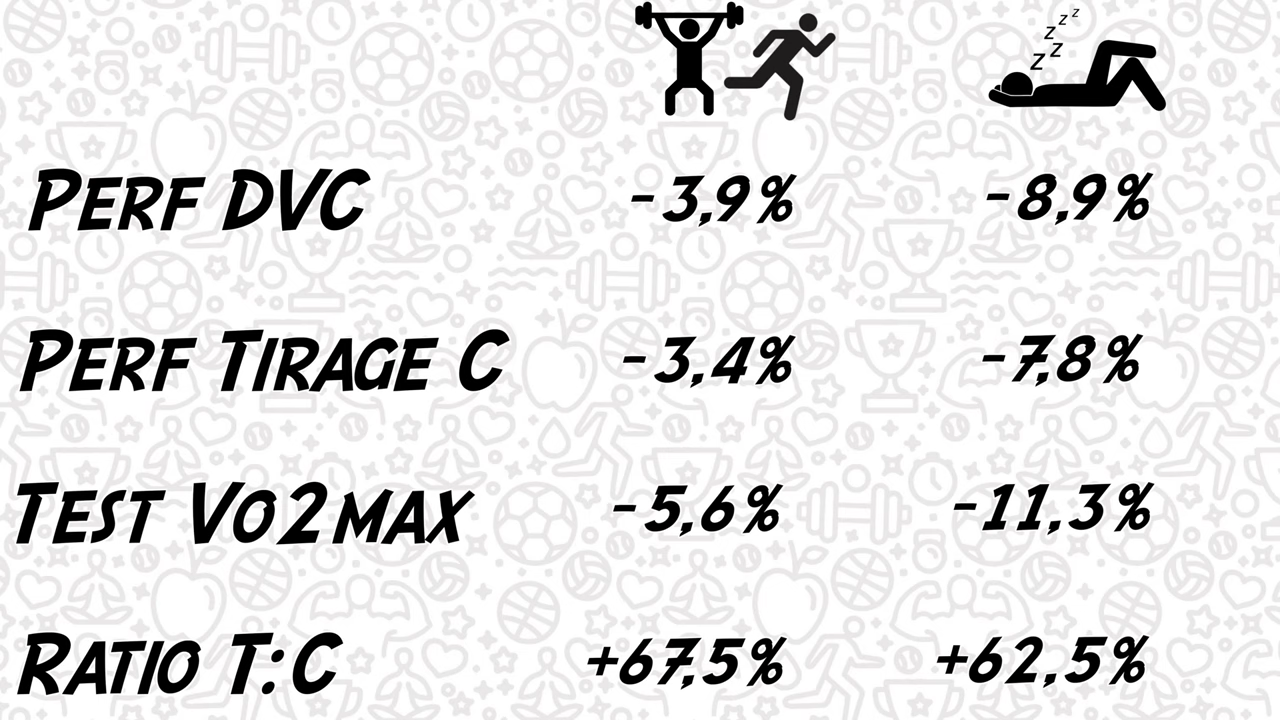 z z z z z
Perf DVC -3,9% -8,9%
Perf Tirage C -3,4% -7,8%
Test Vo2max -5,6% -11,3%
Ratio T:C +67,5% +62,5%